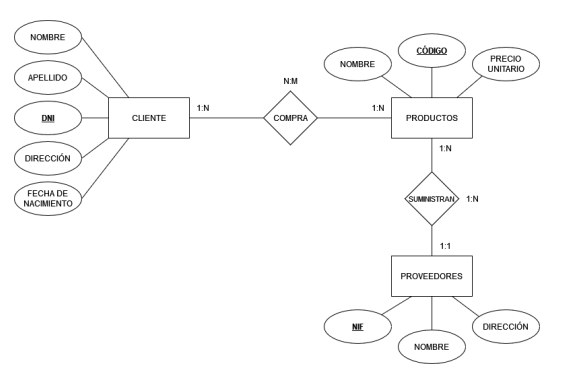 NOMBRE
APELLIDO
DNI
DIRECCIÓN
FECHA DE
NACIMIENTO
CLIENTE
1:N
N:M
COMPRA
1:N
NOMBRE
CÒDIGO
PRECIO
UNITARIO
PRODUCTOS
1:N
SUMINISTRAN
1:N
1:1
PROVEEDORES
NIF
NOMBRE
DIRECCIÓN